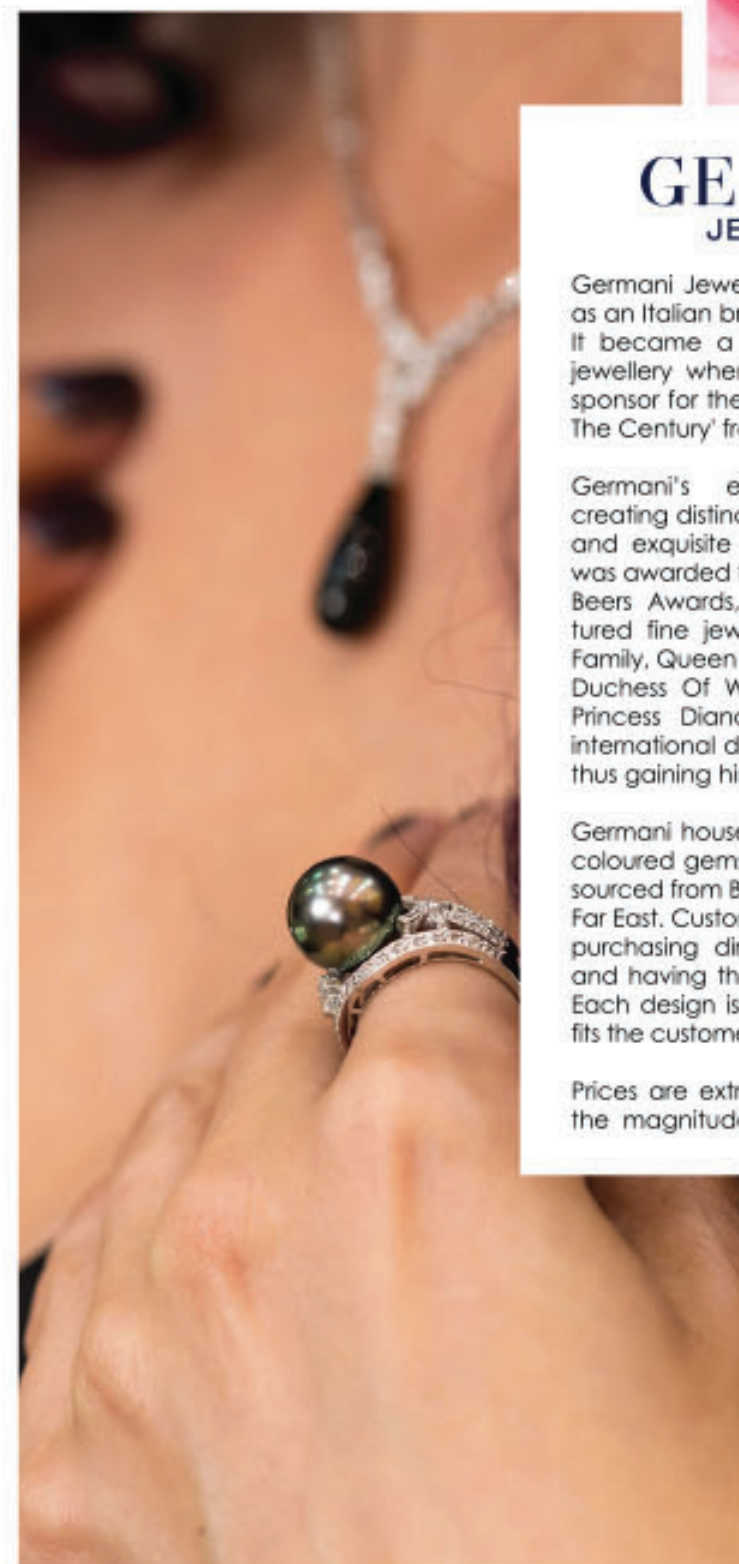 GE
JE
Germani Jewe
as an Italian br
It became a
jewellery wher
sponsor for the
The Century' fr
Germani's e
creating distinc
and exquisite
was awarded
Beers Awards,
tured fine jew
Family, Queen
Duchess Of W
Princess Diana
international d
thus gaining hi
Germani house
coloured gems
sourced from B
Far East. Custo
purchasing dir
and having th
Each design is
fits the custome
Prices are extr
the magnitude